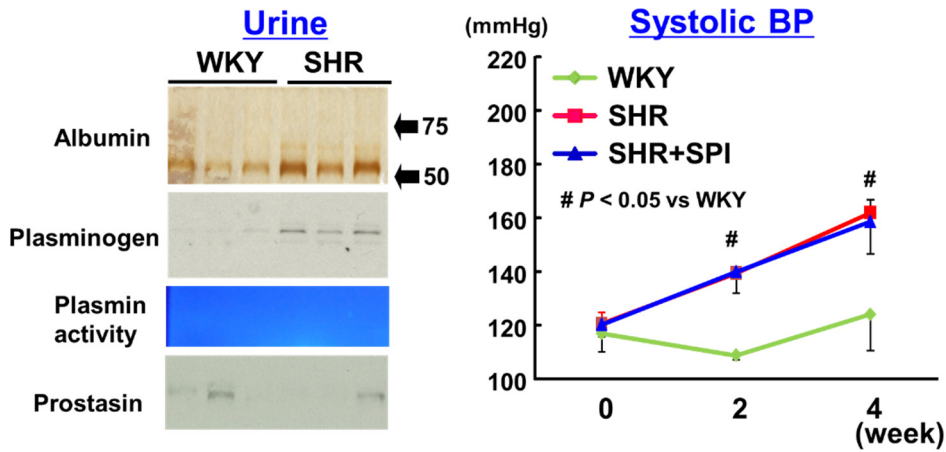 Urine
WKY SHR
Albumin
75
50
Plasminogen
Plasmin
activity
Prostasin
(mmHg) Systolic BP
220
200
180
160
140
120
100
WKY
SHR
SHR+SPI
# P < 0.05 vs WKY
#
#
0 2 4
(week)